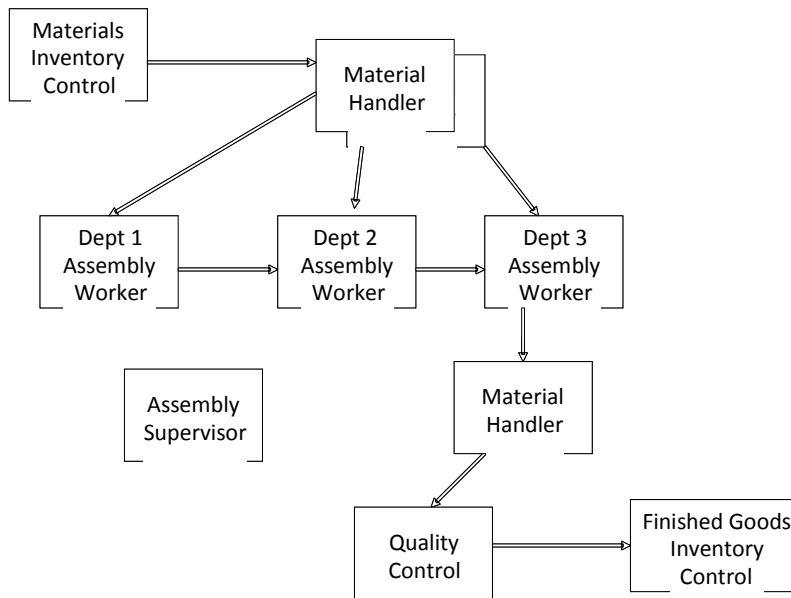 Materials
Inventory
Control
Material
Handler
Dept 1
Assembly
Worker
Dept 2
Assembly
Worker
Dept 3
Assembly
Worker
Assembly
Supervisor
Material
Handler
Quality
Control
Finished Goods
Inventory
Control